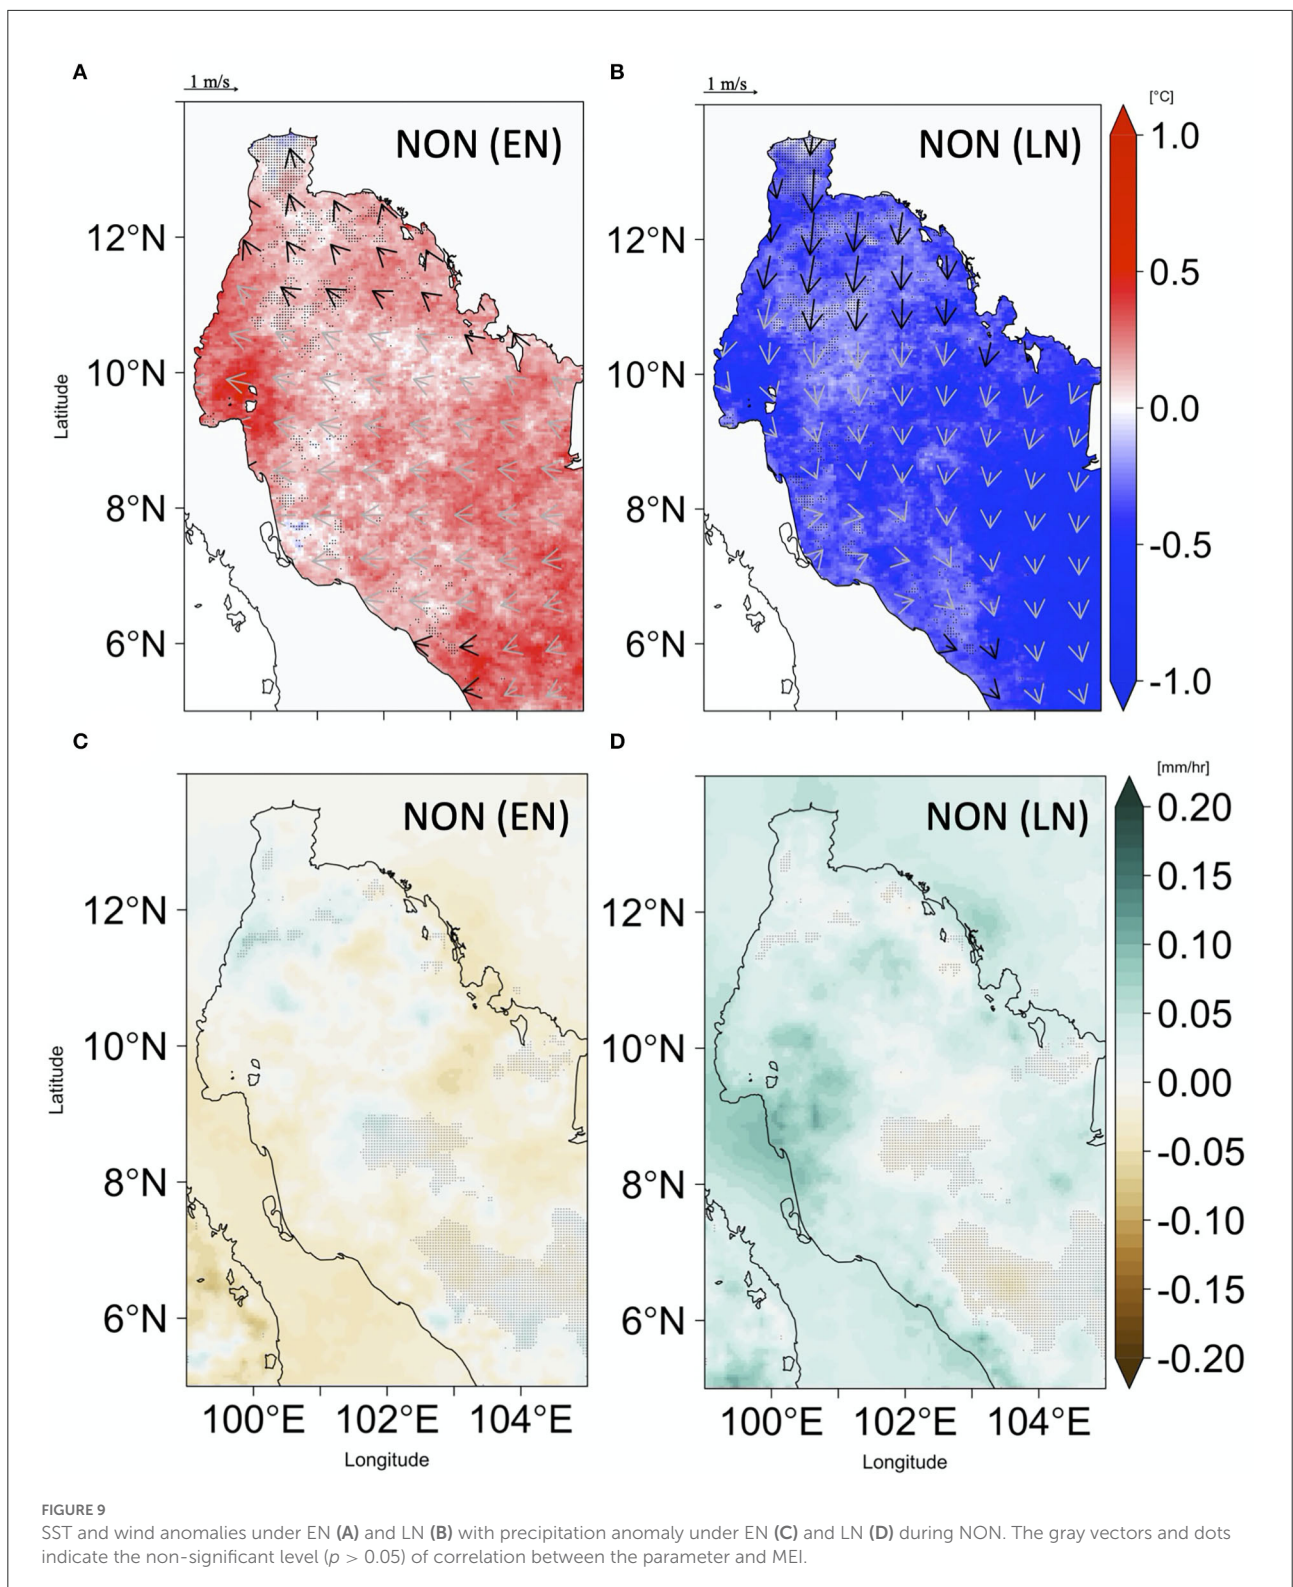 A
1 m/s
NON (EN)
12°N
10°N
8°N
6°N
Latitude
B
1 m/s
NON (LN)
12°N
10°N
8°N
6°N
[°C]
1.0
0.5
0.0
-0.5
-1.0
C
NON (EN)
12°N
10°N
8°N
6°N
Latitude
100°E 102°E 104°E
Longitude
D
NON (LN)
12°N
10°N
8°N
6°N
100°E 102°E 104°E
Longitude
[mm/hr]
0.20
0.15
0.10
0.05
0.00
-0.05
-0.10
-0.15
-0.20
FIGURE 9
SST and wind anomalies under EN (A) and LN (B) with precipitation anomaly under EN (C) and LN (D) during NON. The gray vectors and dots
indicate the non-significant level (p > 0.05) of correlation between the parameter and MEI.